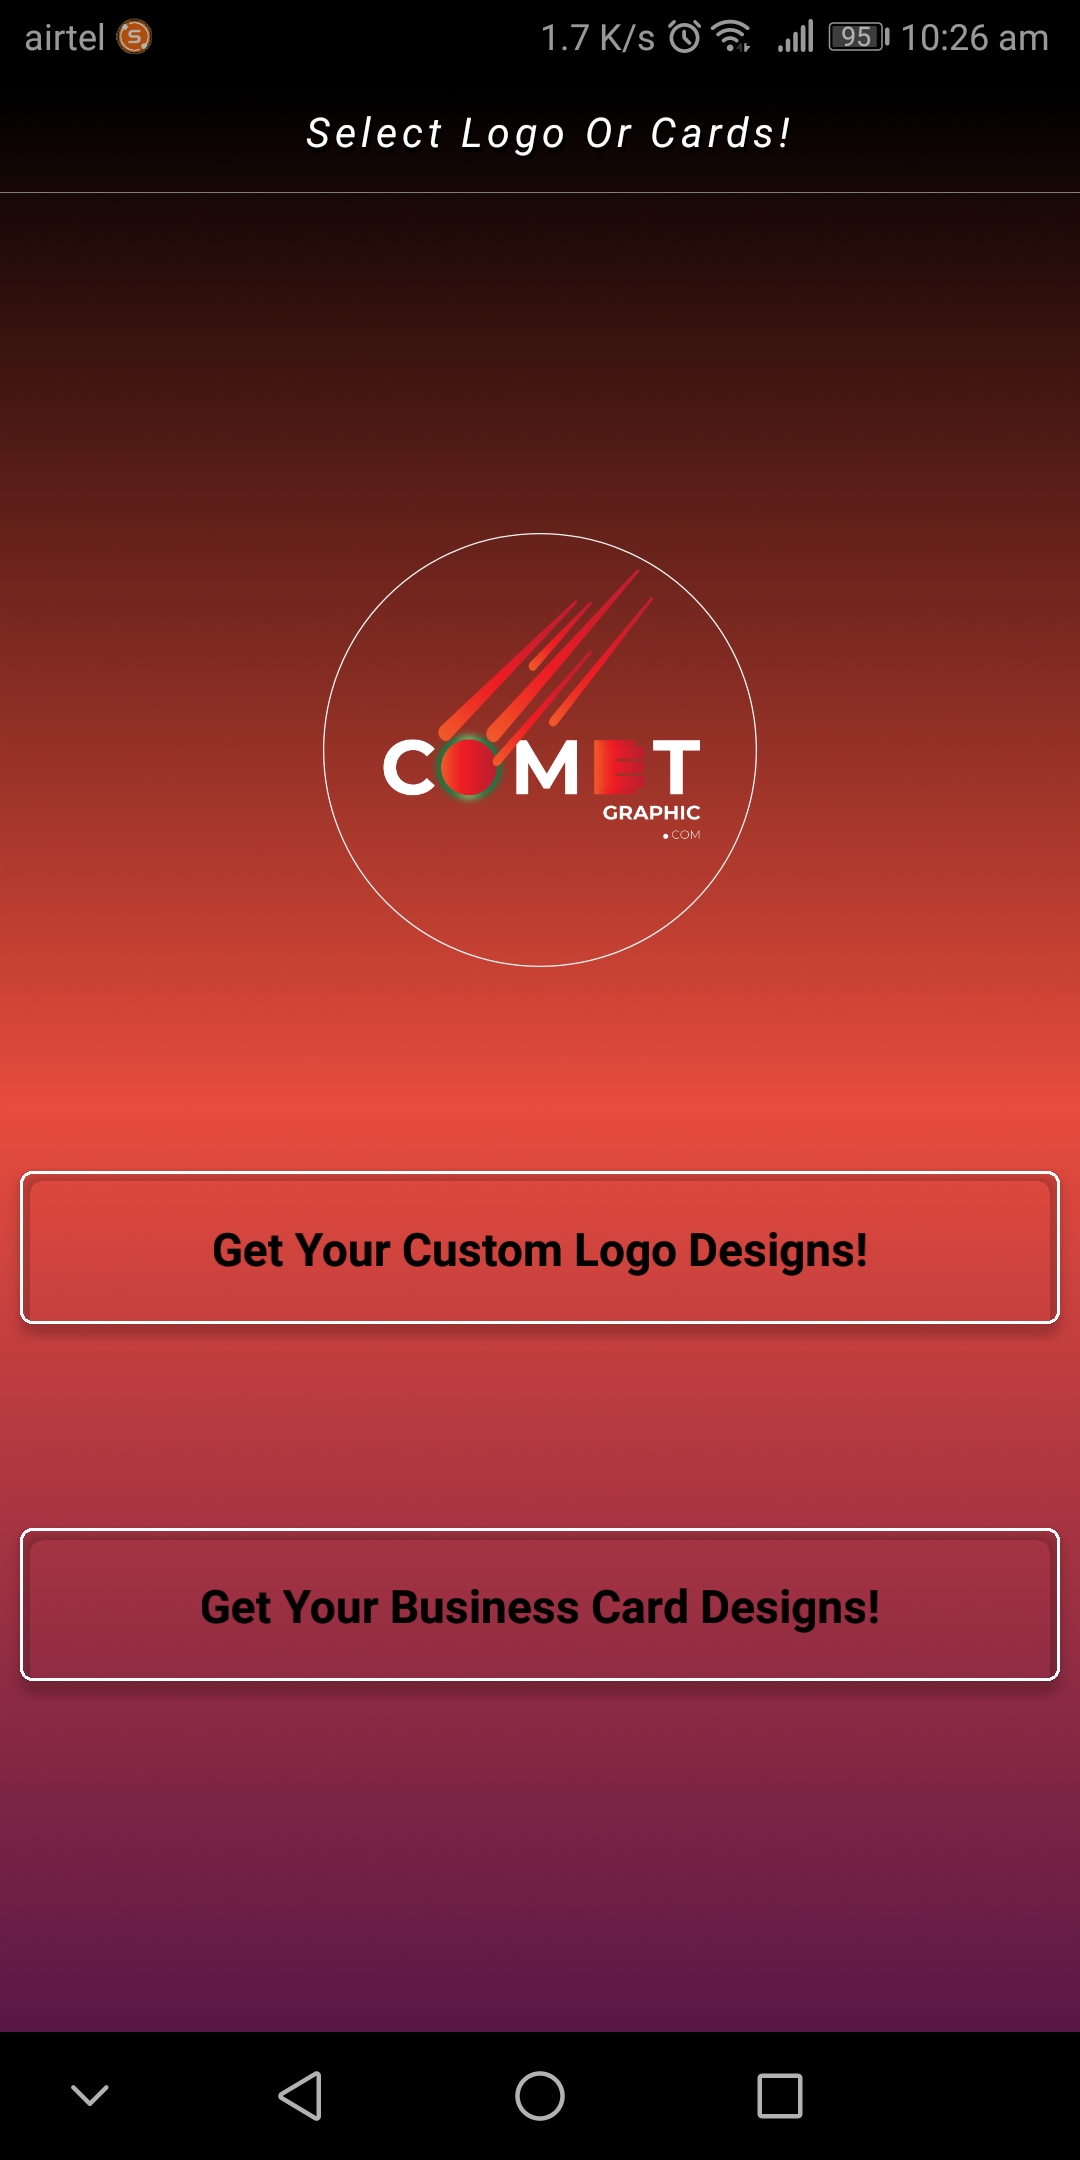 airtel 1.7 K/s 95 10:26 am
Select Logo Or Cards!
COMET
GRAPHIC
.COM
Get Your Custom Logo Designs!
Get Your Business Card Designs!